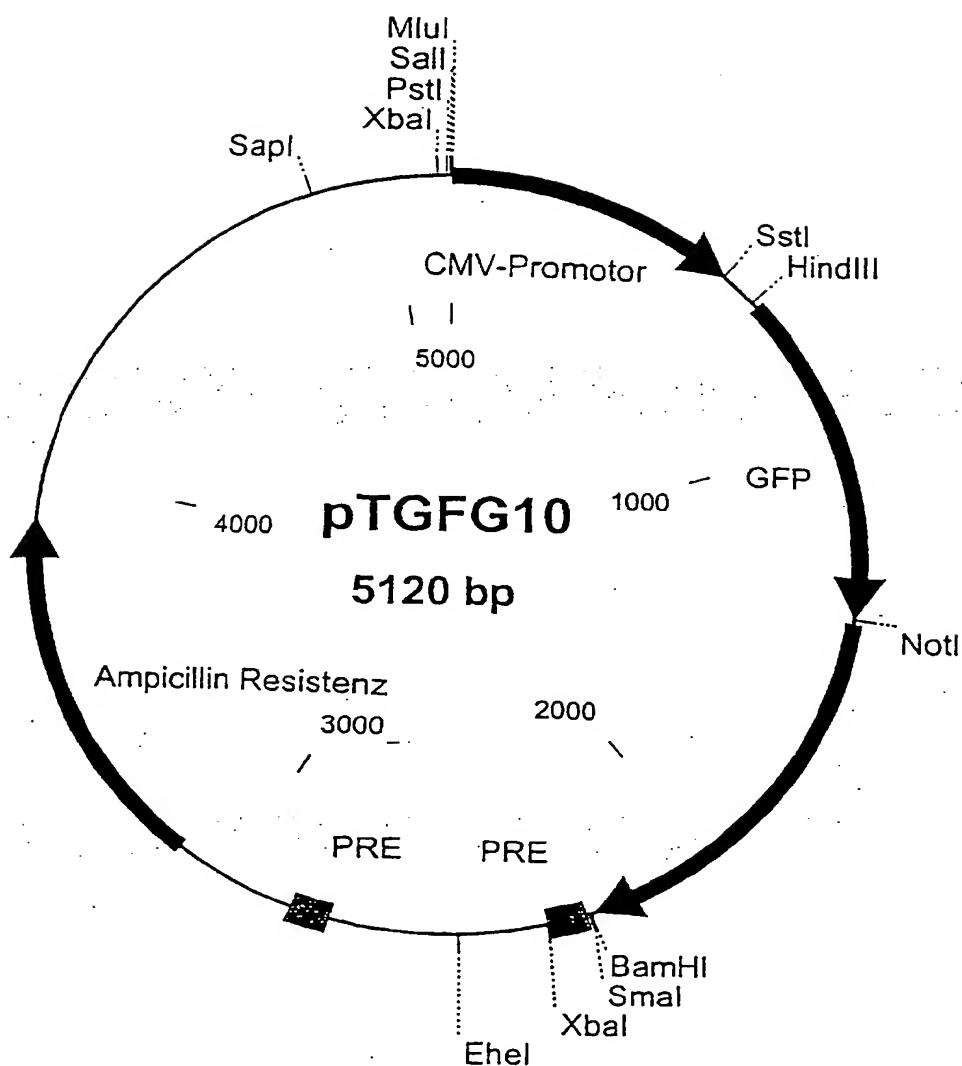 MluI
SalI
PstI
XbaI
SapI
SstI
HindIII
CMV-Promotor
5000
GFP
1000
4000
pTGFG10
5120 bp
NotI
Ampicillin Resistenz
3000
2000
PRE
PRE
BamHI
SmaI
XbaI
EheI